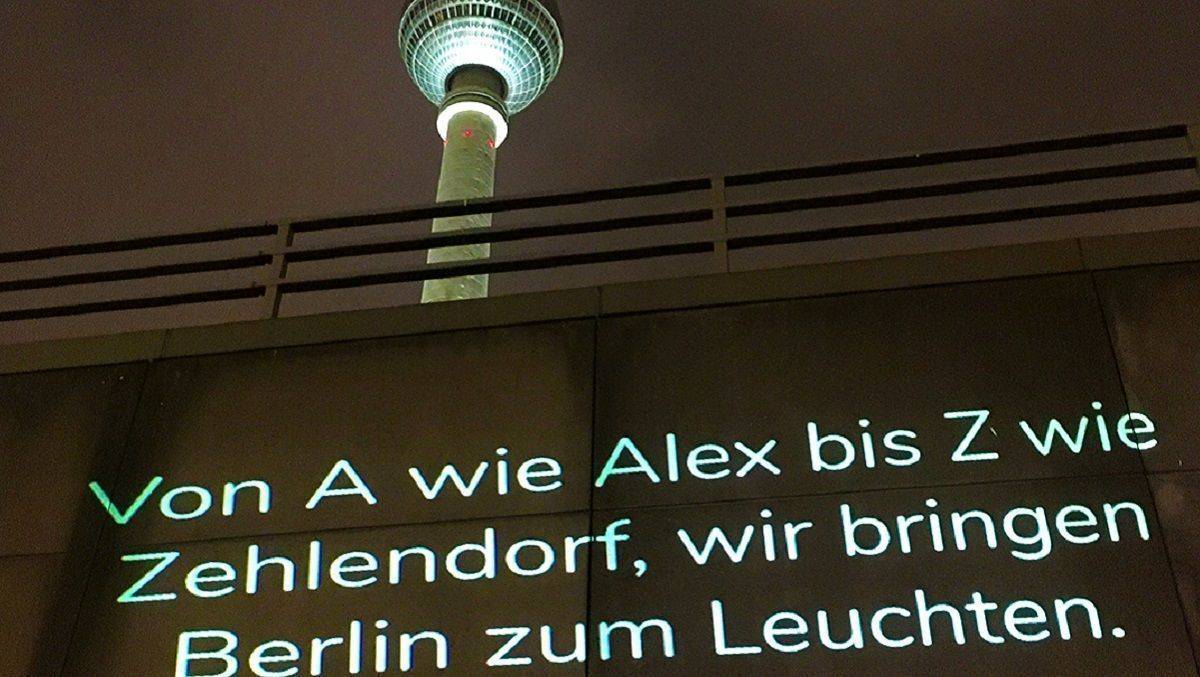 Von A wie Alex bis Z wie
Zehlendorf, wir bringen
Berlin zum Leuchten.